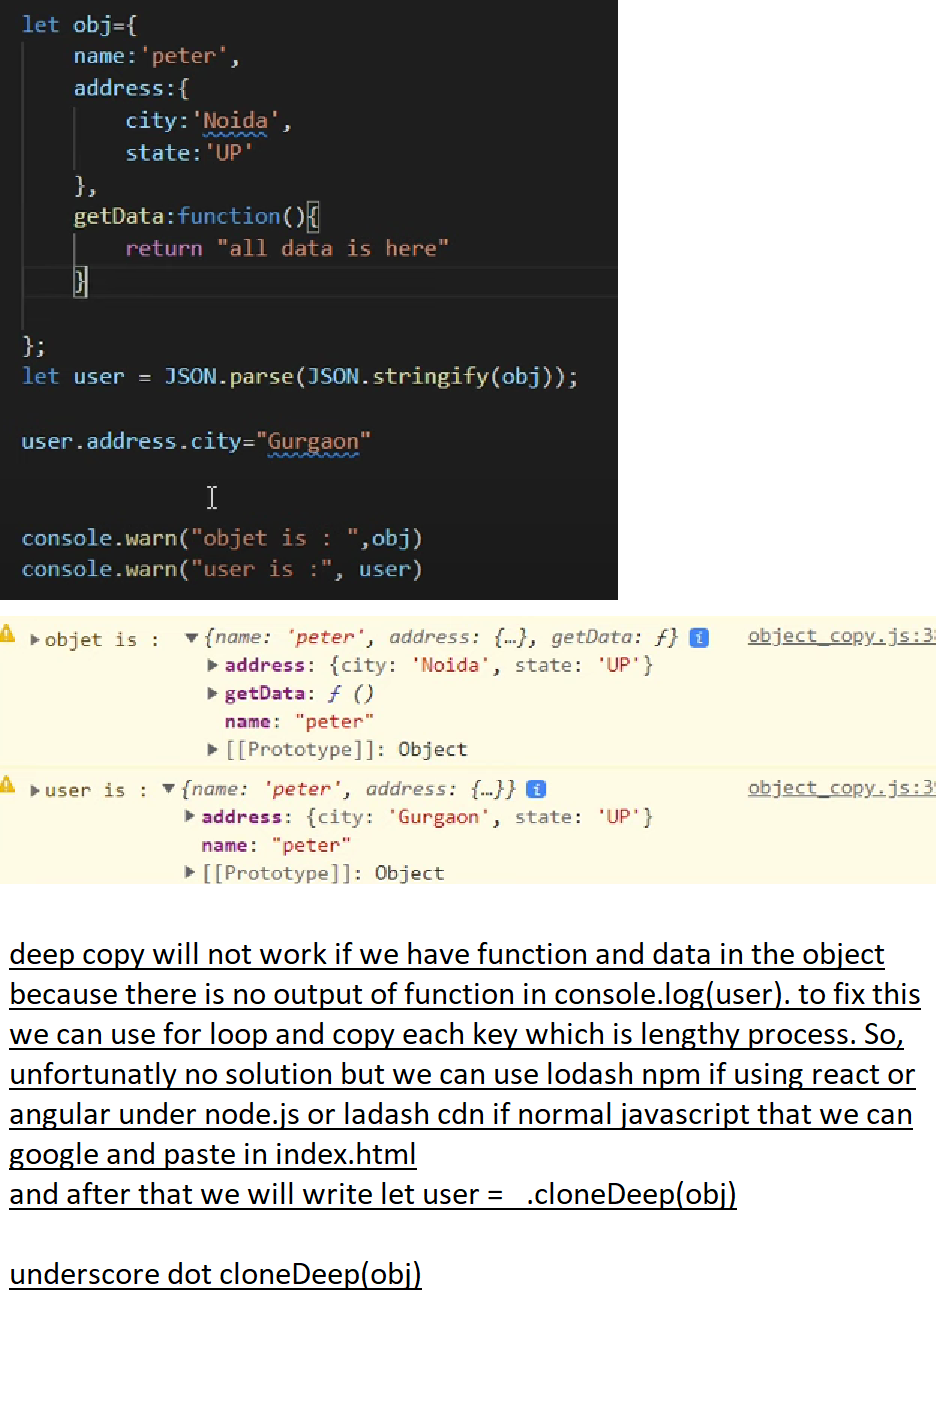 let obj={
name:'peter',
address:{
city:'Noida',
state:'UP'
},
getData:function(){
return "all data is here"
}
};
let user = JSON.parse(JSON.stringify(obj));
user.address.city="Gurgaon"
console.warn("objet is : ",obj)
console.warn("user is :", user)
objet is : {name: 'peter', address: {…}, getData: ƒ} i object_copy.js:3
address: {city: 'Noida', state: 'UP'}
getData: ƒ ()
name: "peter"
[[Prototype]]: Object
user is : {name: 'peter', address: {…}} i object_copy.js:3
address: {city: 'Gurgaon', state: 'UP'}
name: "peter"
[[Prototype]]: Object
deep copy will not work if we have function and data in the object
because there is no output of function in console.log(user). to fix this
we can use for loop and copy each key which is lengthy process. So,
unfortunatly no solution but we can use lodash npm if using react or
angular under node.js or ladash cdn if normal javascript that we can
google and paste in index.html
and after that we will write let user = _.cloneDeep(obj)
underscore dot cloneDeep(obj)